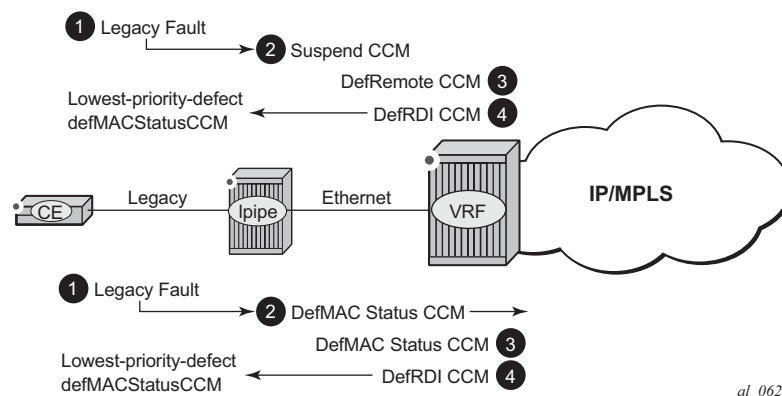 1 Legacy Fault
2 Suspend CCM
DefRemote CCM 3
Lowest-priority-defect
defMACStatusCCM
DefRDI CCM 4
CE
Legacy
Ipipe
Ethernet
VRF
IP/MPLS
1 Legacy Fault
2 DefMAC Status CCM
DefMAC Status CCM 3
Lowest-priority-defect
defMACStatusCCM
DefRDI CCM 4
al_062